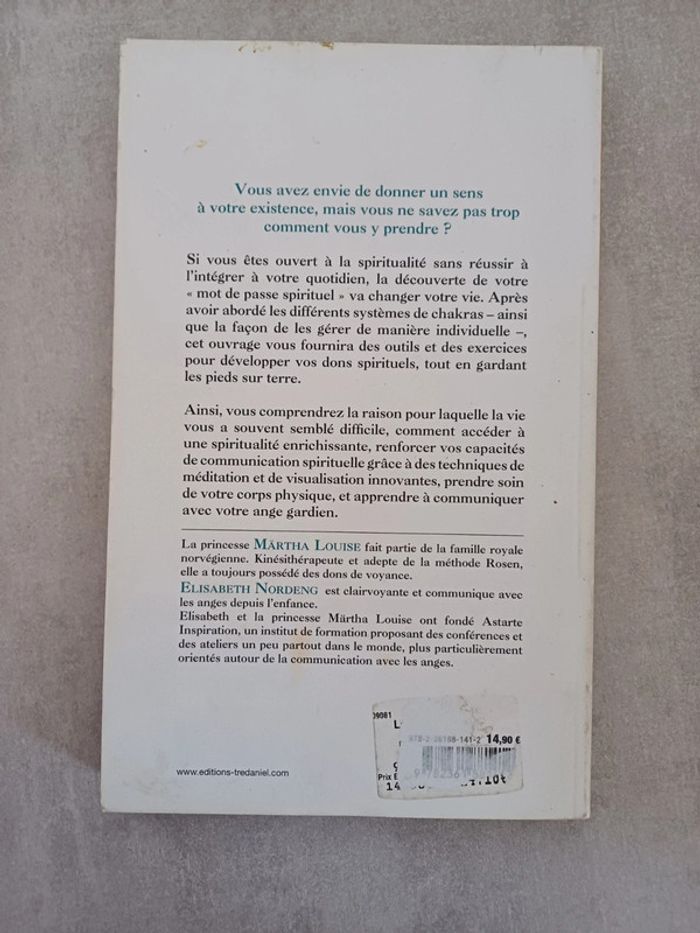 Vous avez envie de donner un sens
à votre existence, mais vous ne savez pas trop
comment vous y prendre ?
Si vous êtes ouvert à la spiritualité sans réussir à
l'intégrer à votre quotidien, la découverte de votre
« mot de passe spirituel » va changer votre vie. Après
avoir abordé les différents systèmes de chakras – ainsi
que la façon de les gérer de manière individuelle –,
cet ouvrage vous fournira des outils et des exercices
pour développer vos dons spirituels, tout en gardant
les pieds sur terre.
Ainsi, vous comprendrez la raison pour laquelle la vie
vous a souvent semblé difficile, comment accéder à
une spiritualité enrichissante, renforcer vos capacités
de communication spirituelle grâce à des techniques de
méditation et de visualisation innovantes, prendre soin
de votre corps physique, et apprendre à communiquer
avec votre ange gardien.
La princesse MÄRTHA LOUISE fait partie de la famille royale
norvégienne. Kinésithérapeute et adepte de la méthode Rosen,
elle a toujours possédé des dons de voyance.
ELISABETH NORDENG est clairvoyante et communique avec
les anges depuis l'enfance.
Elisabeth et la princesse Märtha Louise ont fondé Astarte
Inspiration, un institut de formation proposant des conférences et
des ateliers un peu partout dans le monde, plus particulièrement
orientés autour de la communication avec les anges.
14,90 €
Prix E
www.editions-tredaniel.com